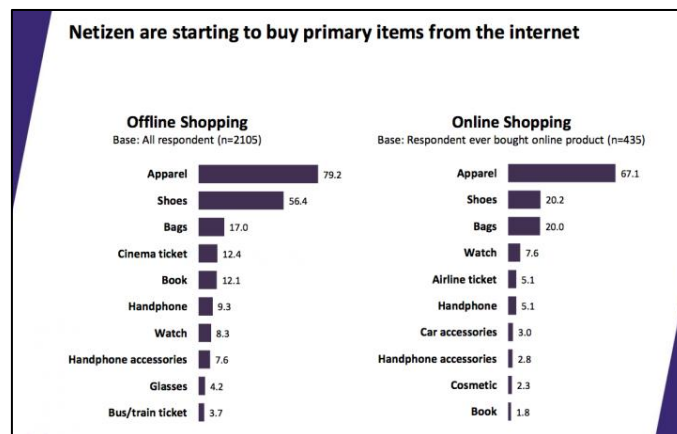 Netizen are starting to buy primary items from the internet
Offline Shopping
Base: All respondent (n=2105)
Apparel 79.2
Shoes 56.4
Bags 17.0
Cinema ticket 12.4
Book 12.1
Handphone 9.3
Watch 8.3
Handphone accessories 7.6
Glasses 4.2
Bus/train ticket 3.7
Online Shopping
Base: Respondent ever bought online product (n=435)
Apparel 67.1
Shoes 20.2
Bags 20.0
Watch 7.6
Airline ticket 5.1
Handphone 5.1
Car accessories 3.0
Handphone accessories 2.8
Cosmetic 2.3
Book 1.8